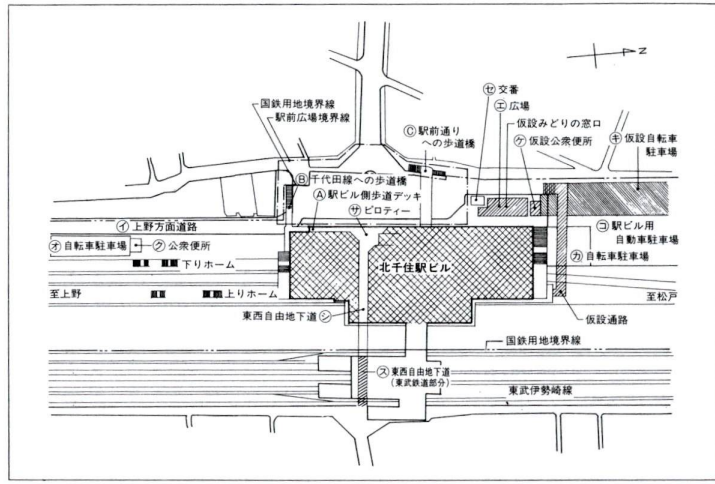 N
㋝交番
㋓広場
仮設みどりの窓口
㋘仮設公衆便所
㋖仮設自転車
駐車場
国鉄用地境界線
駅前広場境界線
Ⓒ駅前通り
への歩道橋
Ⓑ千代田線への歩道橋
Ⓐ駅ビル側歩道デッキ
㋚ピロティー
㋑上野方面道路
㋔自転車駐車場
㋗公衆便所
㋙駅ビル用
自動車駐車場
㋕自転車駐車場
下りホーム
北千住駅ビル
至上野
上りホーム
至松戸
東西自由地下道㋛
仮設通路
国鉄用地境界線
㋜東西自由地下道
(東武鉄道部分)
東武伊勢崎線